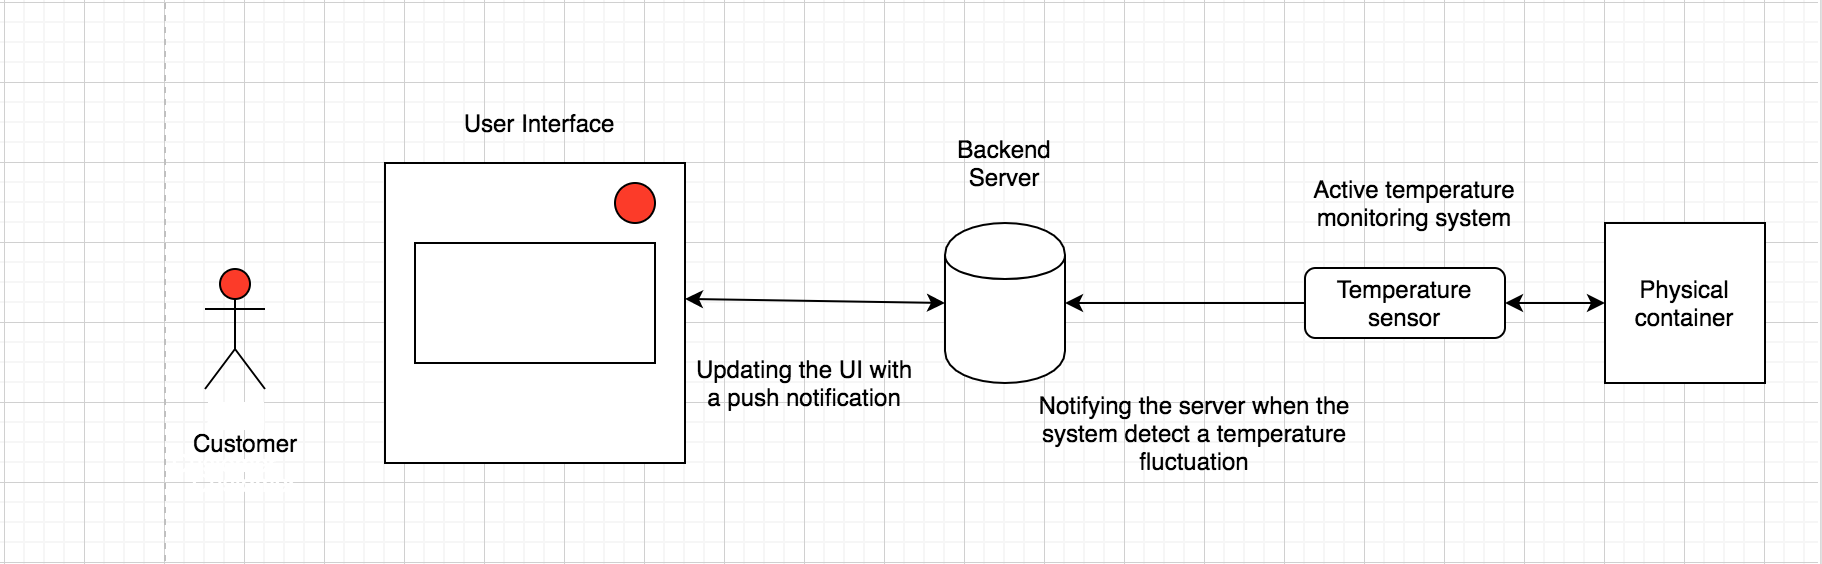 User Interface
Backend
Server
Active temperature
monitoring system
Temperature
sensor
Physical
container
Updating the UI with
a push notification
Notifying the server when the
system detect a temperature
fluctuation
Customer